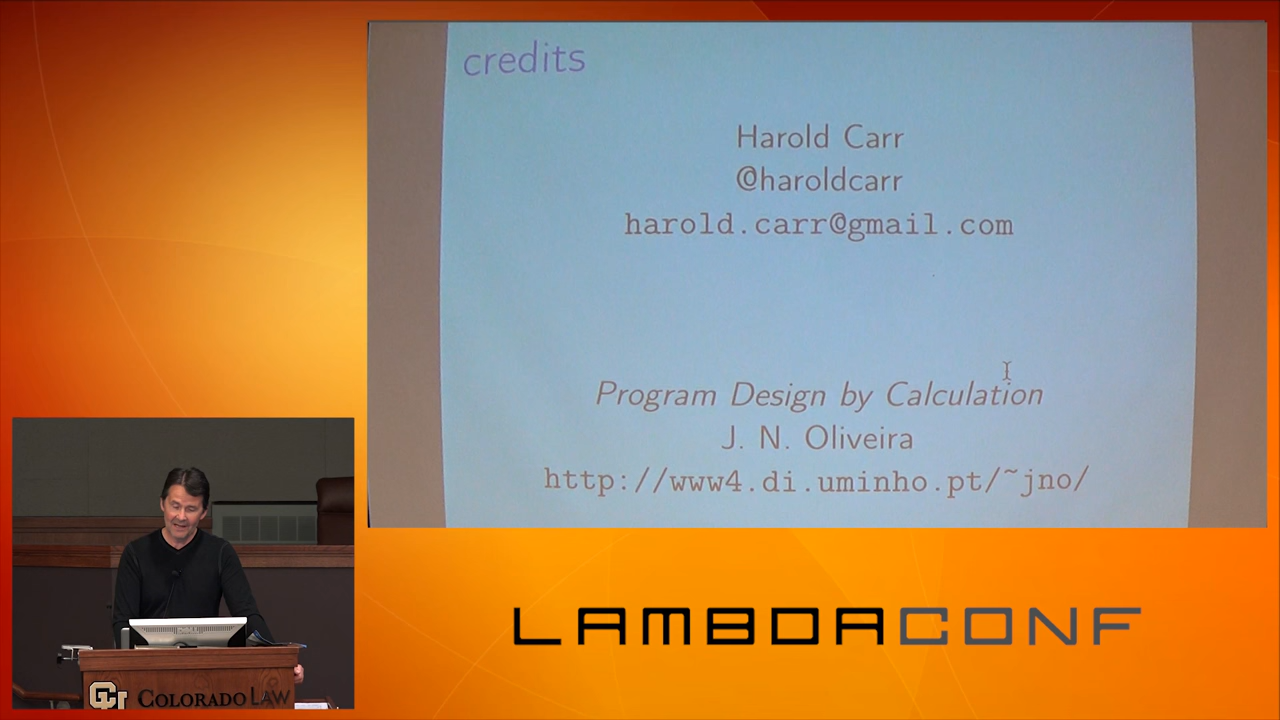 credits
Harold Carr
@haroldcarr
harold.carr@gmail.com
Program Design by Calculation
J. N. Oliveira
http://www4.di.uminho.pt/~jno/
LAMBDACONF
CU COLORADO LAW